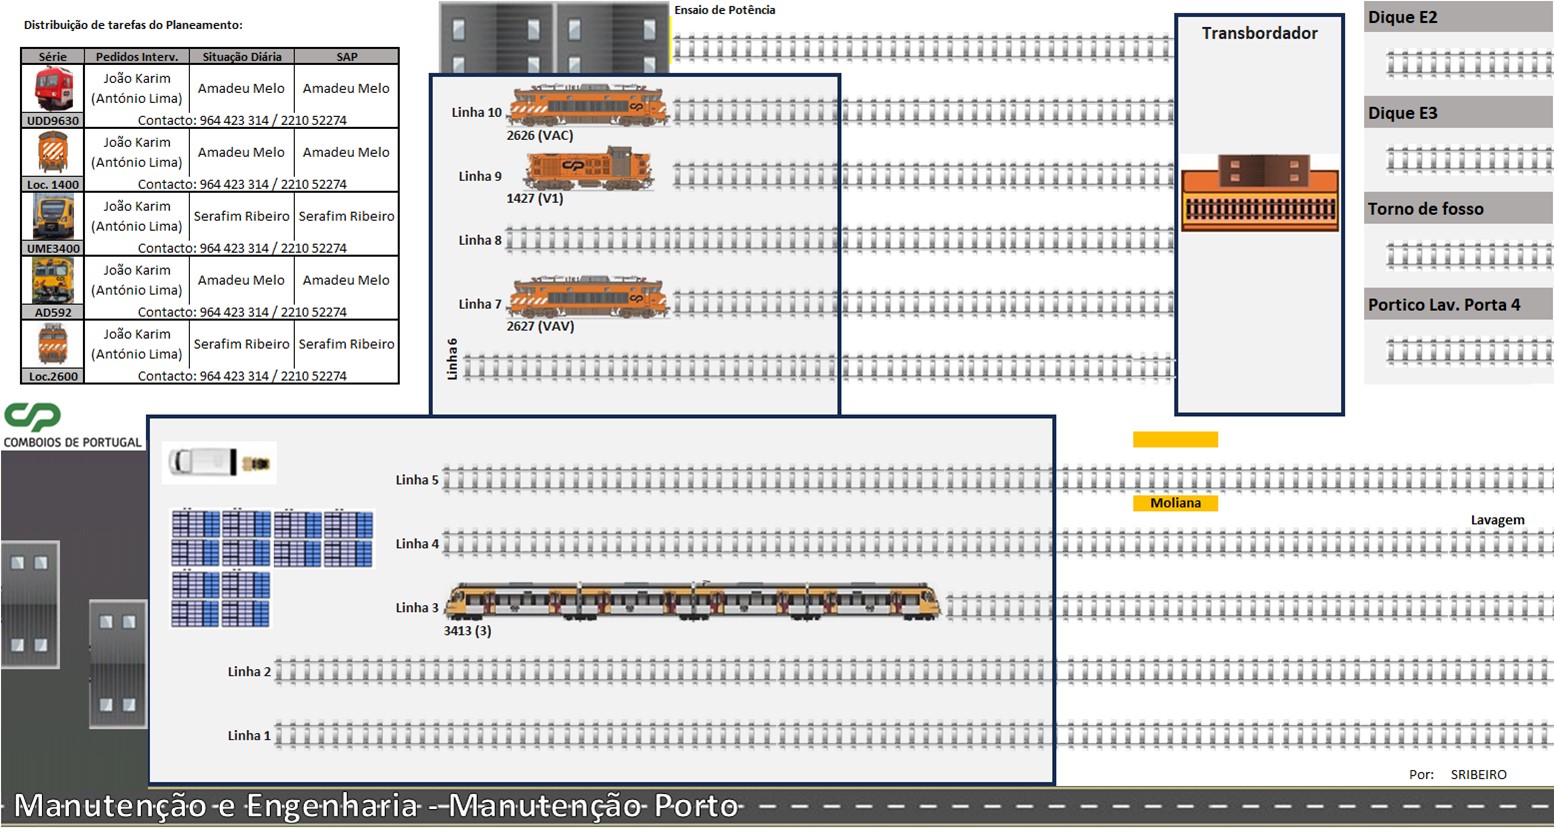 Distribuição de tarefas do Planeamento:
Série Pedidos Interv. Situação Diária SAP
UDD9630 João Karim (António Lima) Amadeu Melo Amadeu Melo
Contacto: 964 423 314 / 2210 52274
Loc. 1400 João Karim (António Lima) Amadeu Melo Amadeu Melo
Contacto: 964 423 314 / 2210 52274
UME3400 João Karim (António Lima) Serafim Ribeiro Serafim Ribeiro
Contacto: 964 423 314 / 2210 52274
AD592 João Karim (António Lima) Amadeu Melo Amadeu Melo
Contacto: 964 423 314 / 2210 52274
Loc.2600 João Karim (António Lima) Serafim Ribeiro Serafim Ribeiro
Contacto: 964 423 314 / 2210 52274
Ensaio de Potência
Linha 10
2626 (VAC)
Linha 9
1427 (V1)
Linha 8
Linha 7
2627 (VAV)
Linha 6
Transbordador
Dique E2
Dique E3
Torno de fosso
Portico Lav. Porta 4
CP
COMBOIOS DE PORTUGAL
Linha 5
Moliana
Lavagem
Linha 4
Linha 3
3413 (3)
Linha 2
Linha 1
Por: SRIBEIRO
Manutenção e Engenharia - Manutenção Porto